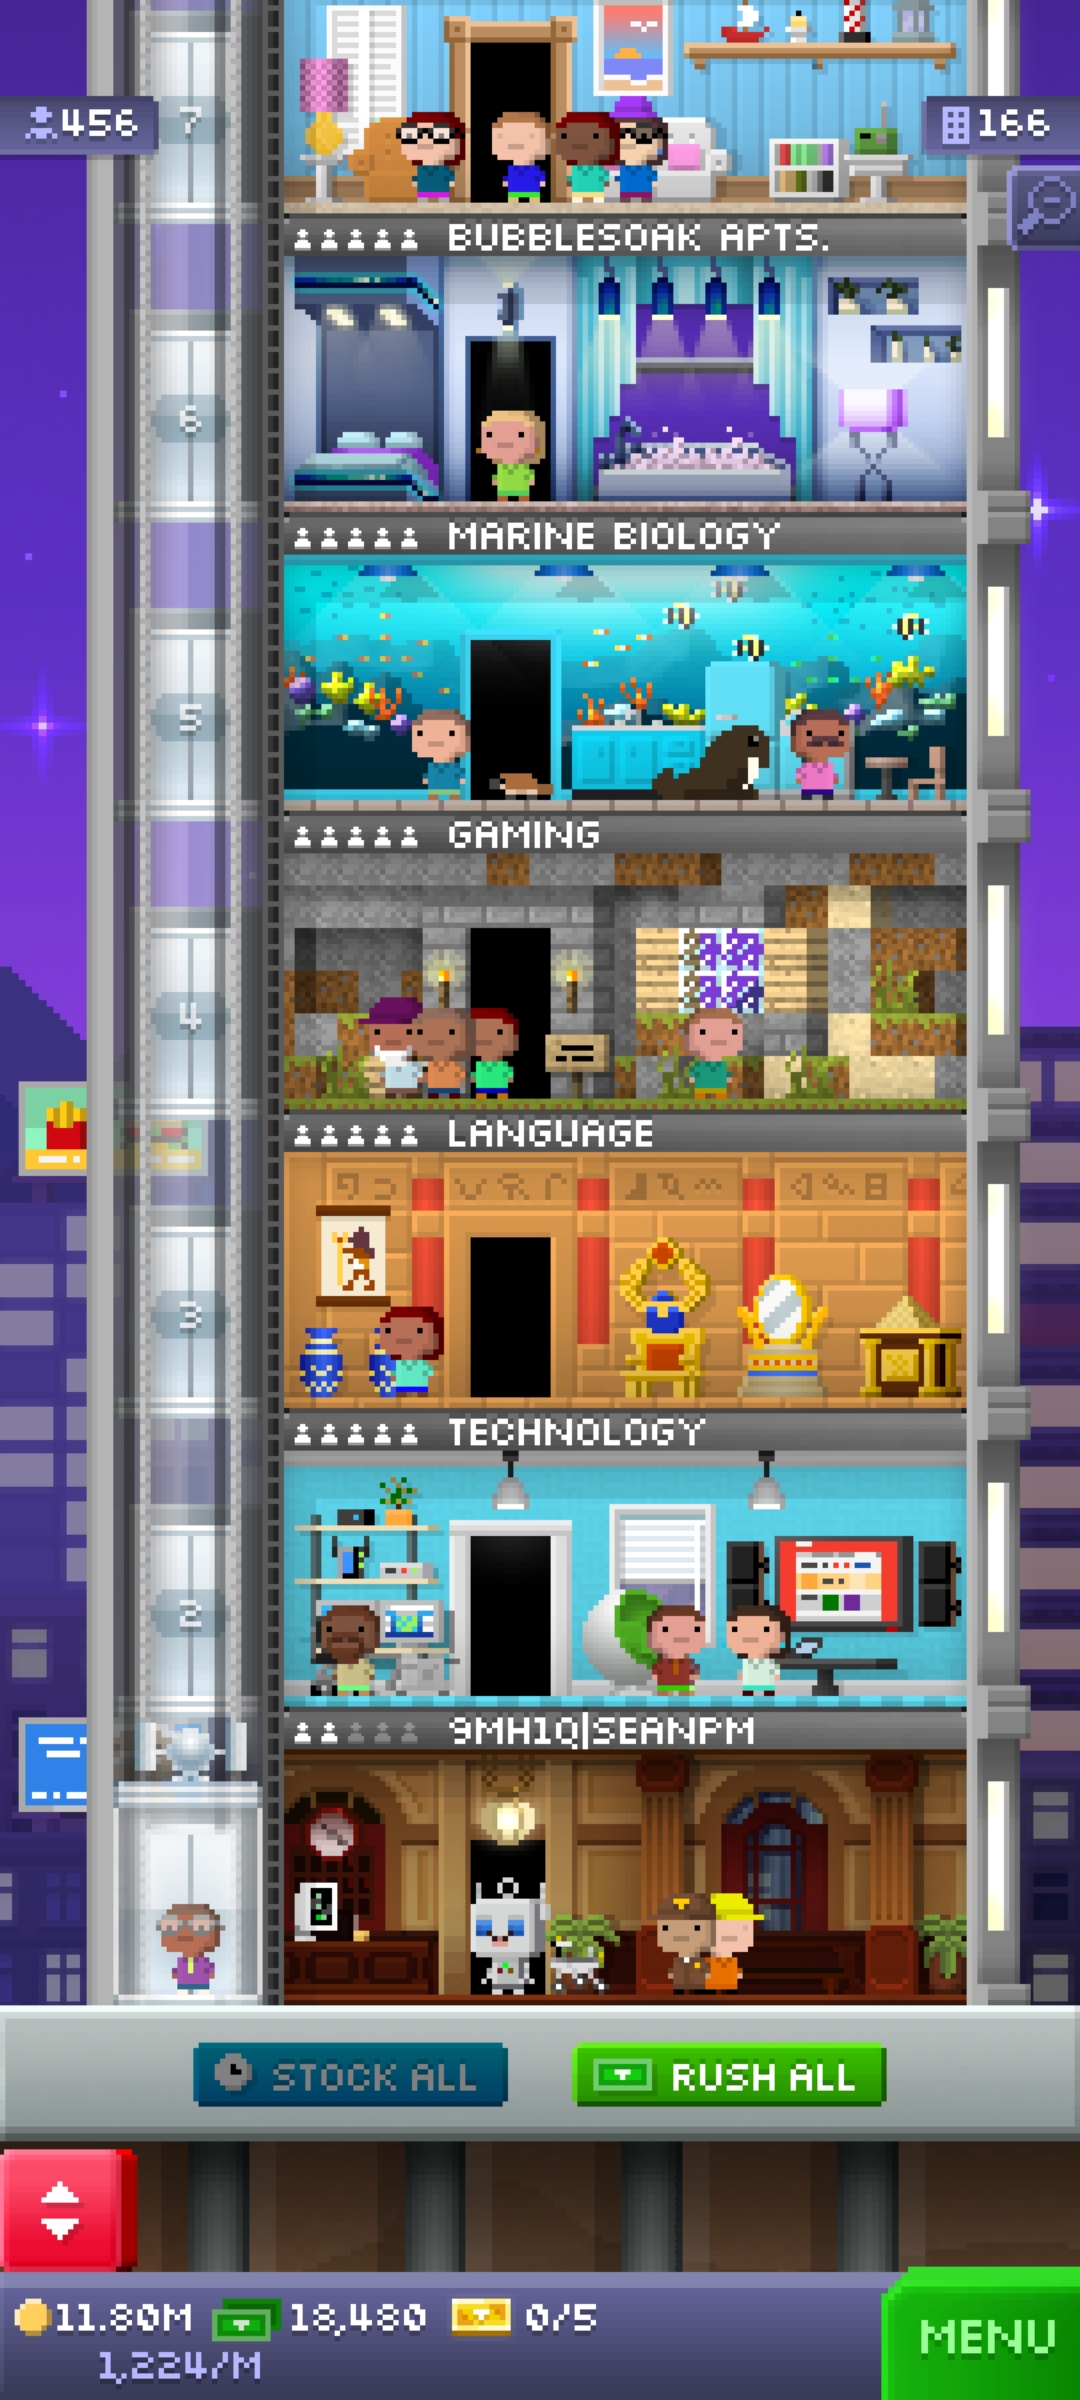 7
456
166
BUBBLESOAK APTS.
6
MARINE BIOLOGY
5
GAMING
4
LANGUAGE
3
TECHNOLOGY
2
9MH1Q|SEANPM
STOCK ALL
RUSH ALL
11.80M
18,480
0/5
1,224/M
MENU